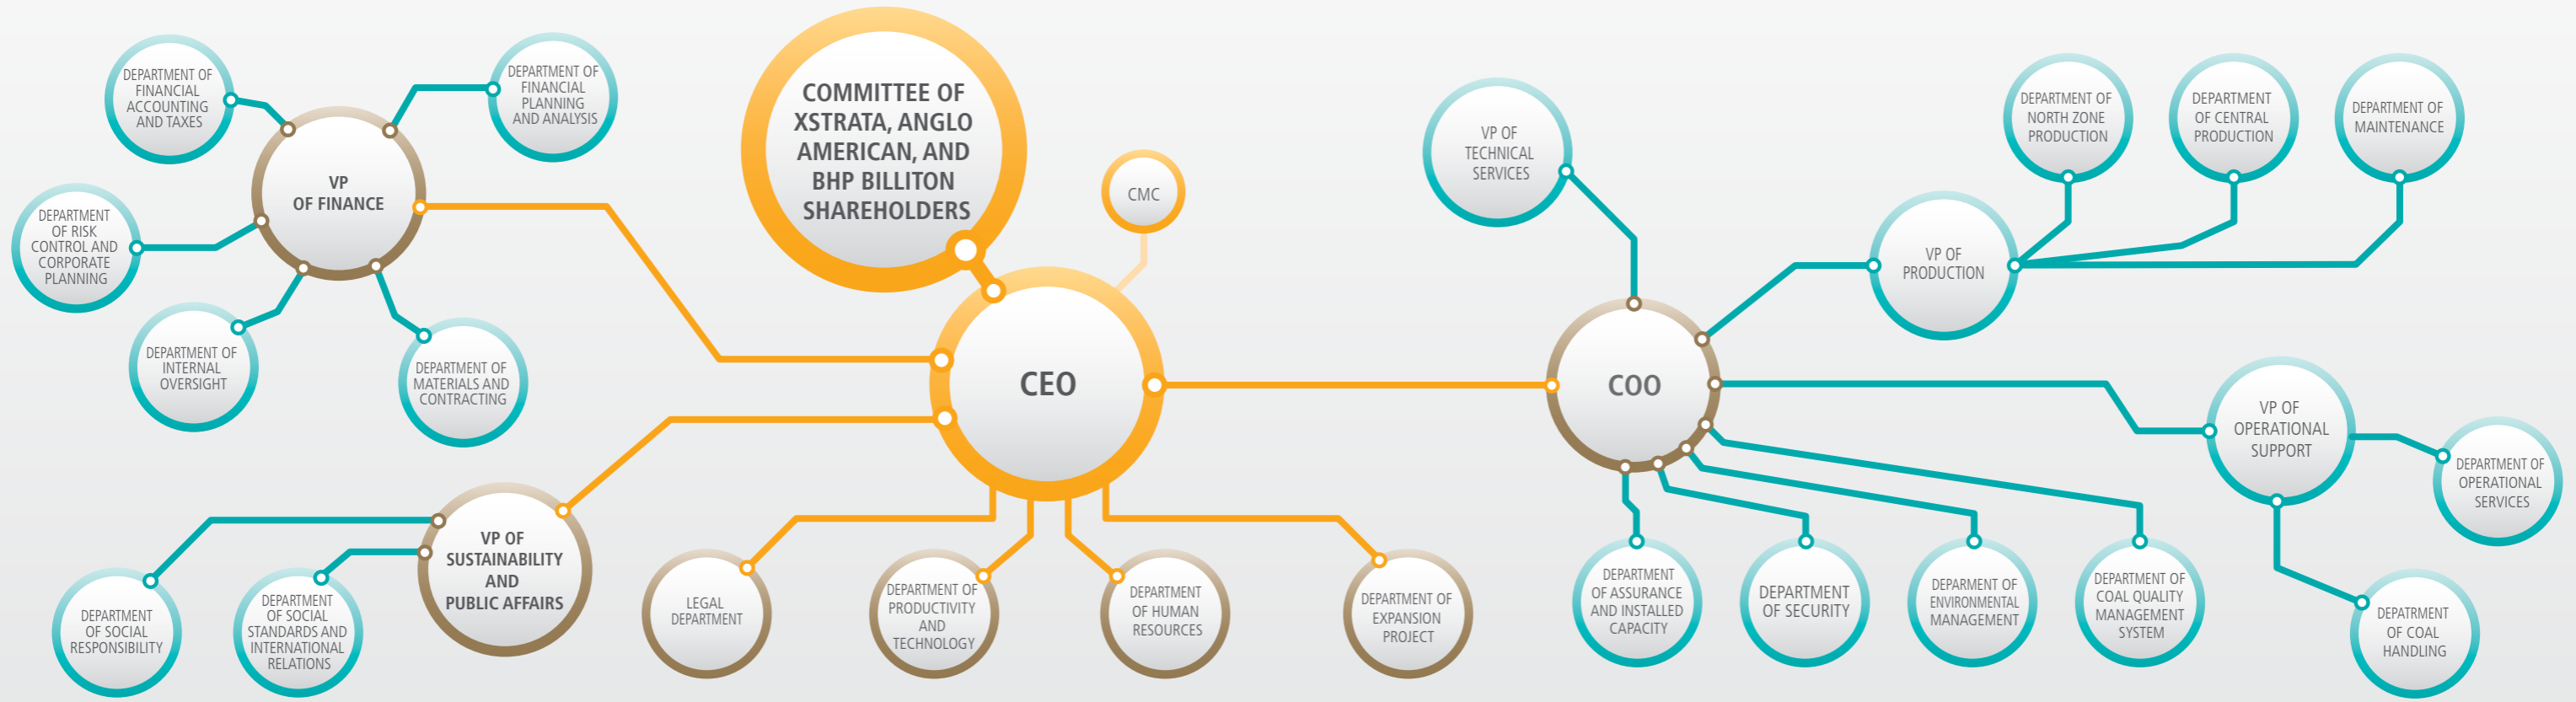 DEPARTMENT OF
FINANCIAL
ACCOUNTING
AND TAXES
DEPARTMENT OF
FINANCIAL
PLANNING
AND ANALYSIS
VP
OF FINANCE
DEPARTMENT
OF RISK
CONTROL AND
CORPORATE
PLANNING
DEPARTMENT OF
INTERNAL
OVERSIGHT
DEPARTMENT OF
MATERIALS AND
CONTRACTING
COMMITTEE OF
XSTRATA, ANGLO
AMERICAN, AND
BHP BILLITON
SHAREHOLDERS
CMC
CEO
VP OF
SUSTAINABILITY
AND
PUBLIC AFFAIRS
DEPARTMENT
OF SOCIAL
RESPONSIBILITY
DEPARTMENT
OF SOCIAL
STANDARDS AND
INTERNATIONAL
RELATIONS
LEGAL
DEPARTMENT
DEPARTMENT OF
PRODUCTIVITY
AND
TECHNOLOGY
DEPARTMENT
OF HUMAN
RESOURCES
DEPARTMENT OF
EXPANSION
PROJECT
VP OF
TECHNICAL
SERVICES
COO
VP OF
PRODUCTION
DEPARTMENT OF
NORTH ZONE
PRODUCTION
DEPARTMENT
OF CENTRAL
PRODUCTION
DEPARTMENT OF
MAINTENANCE
VP OF
OPERATIONAL
SUPPORT
DEPARTMENT OF
OPERATIONAL
SERVICES
DEPARTMENT
OF ASSURANCE
AND INSTALLED
CAPACITY
DEPARTMENT
OF SECURITY
DEPARMENT OF
ENVIRONMENTAL
MANAGEMENT
DEPARTMENT OF
COAL QUALITY
MANAGEMENT
SYSTEM
DEPATRMENT
OF COAL
HANDLING